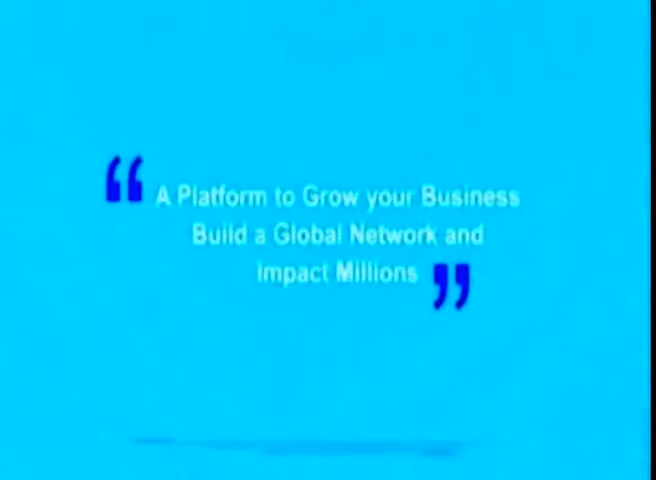 “ A Platform to Grow your Business
Build a Global Network and
Impact Millions ”